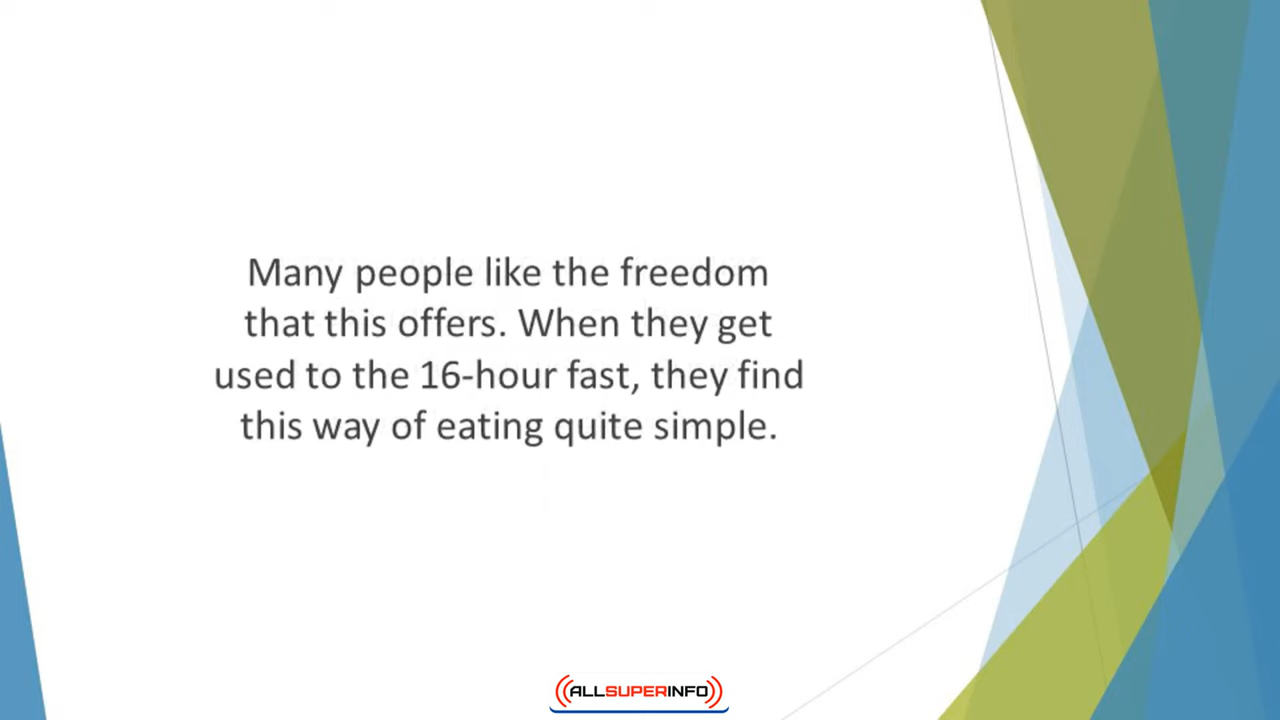 Many people like the freedom
that this offers. When they get
used to the 16-hour fast, they find
this way of eating quite simple.
ALLSUPERINFO